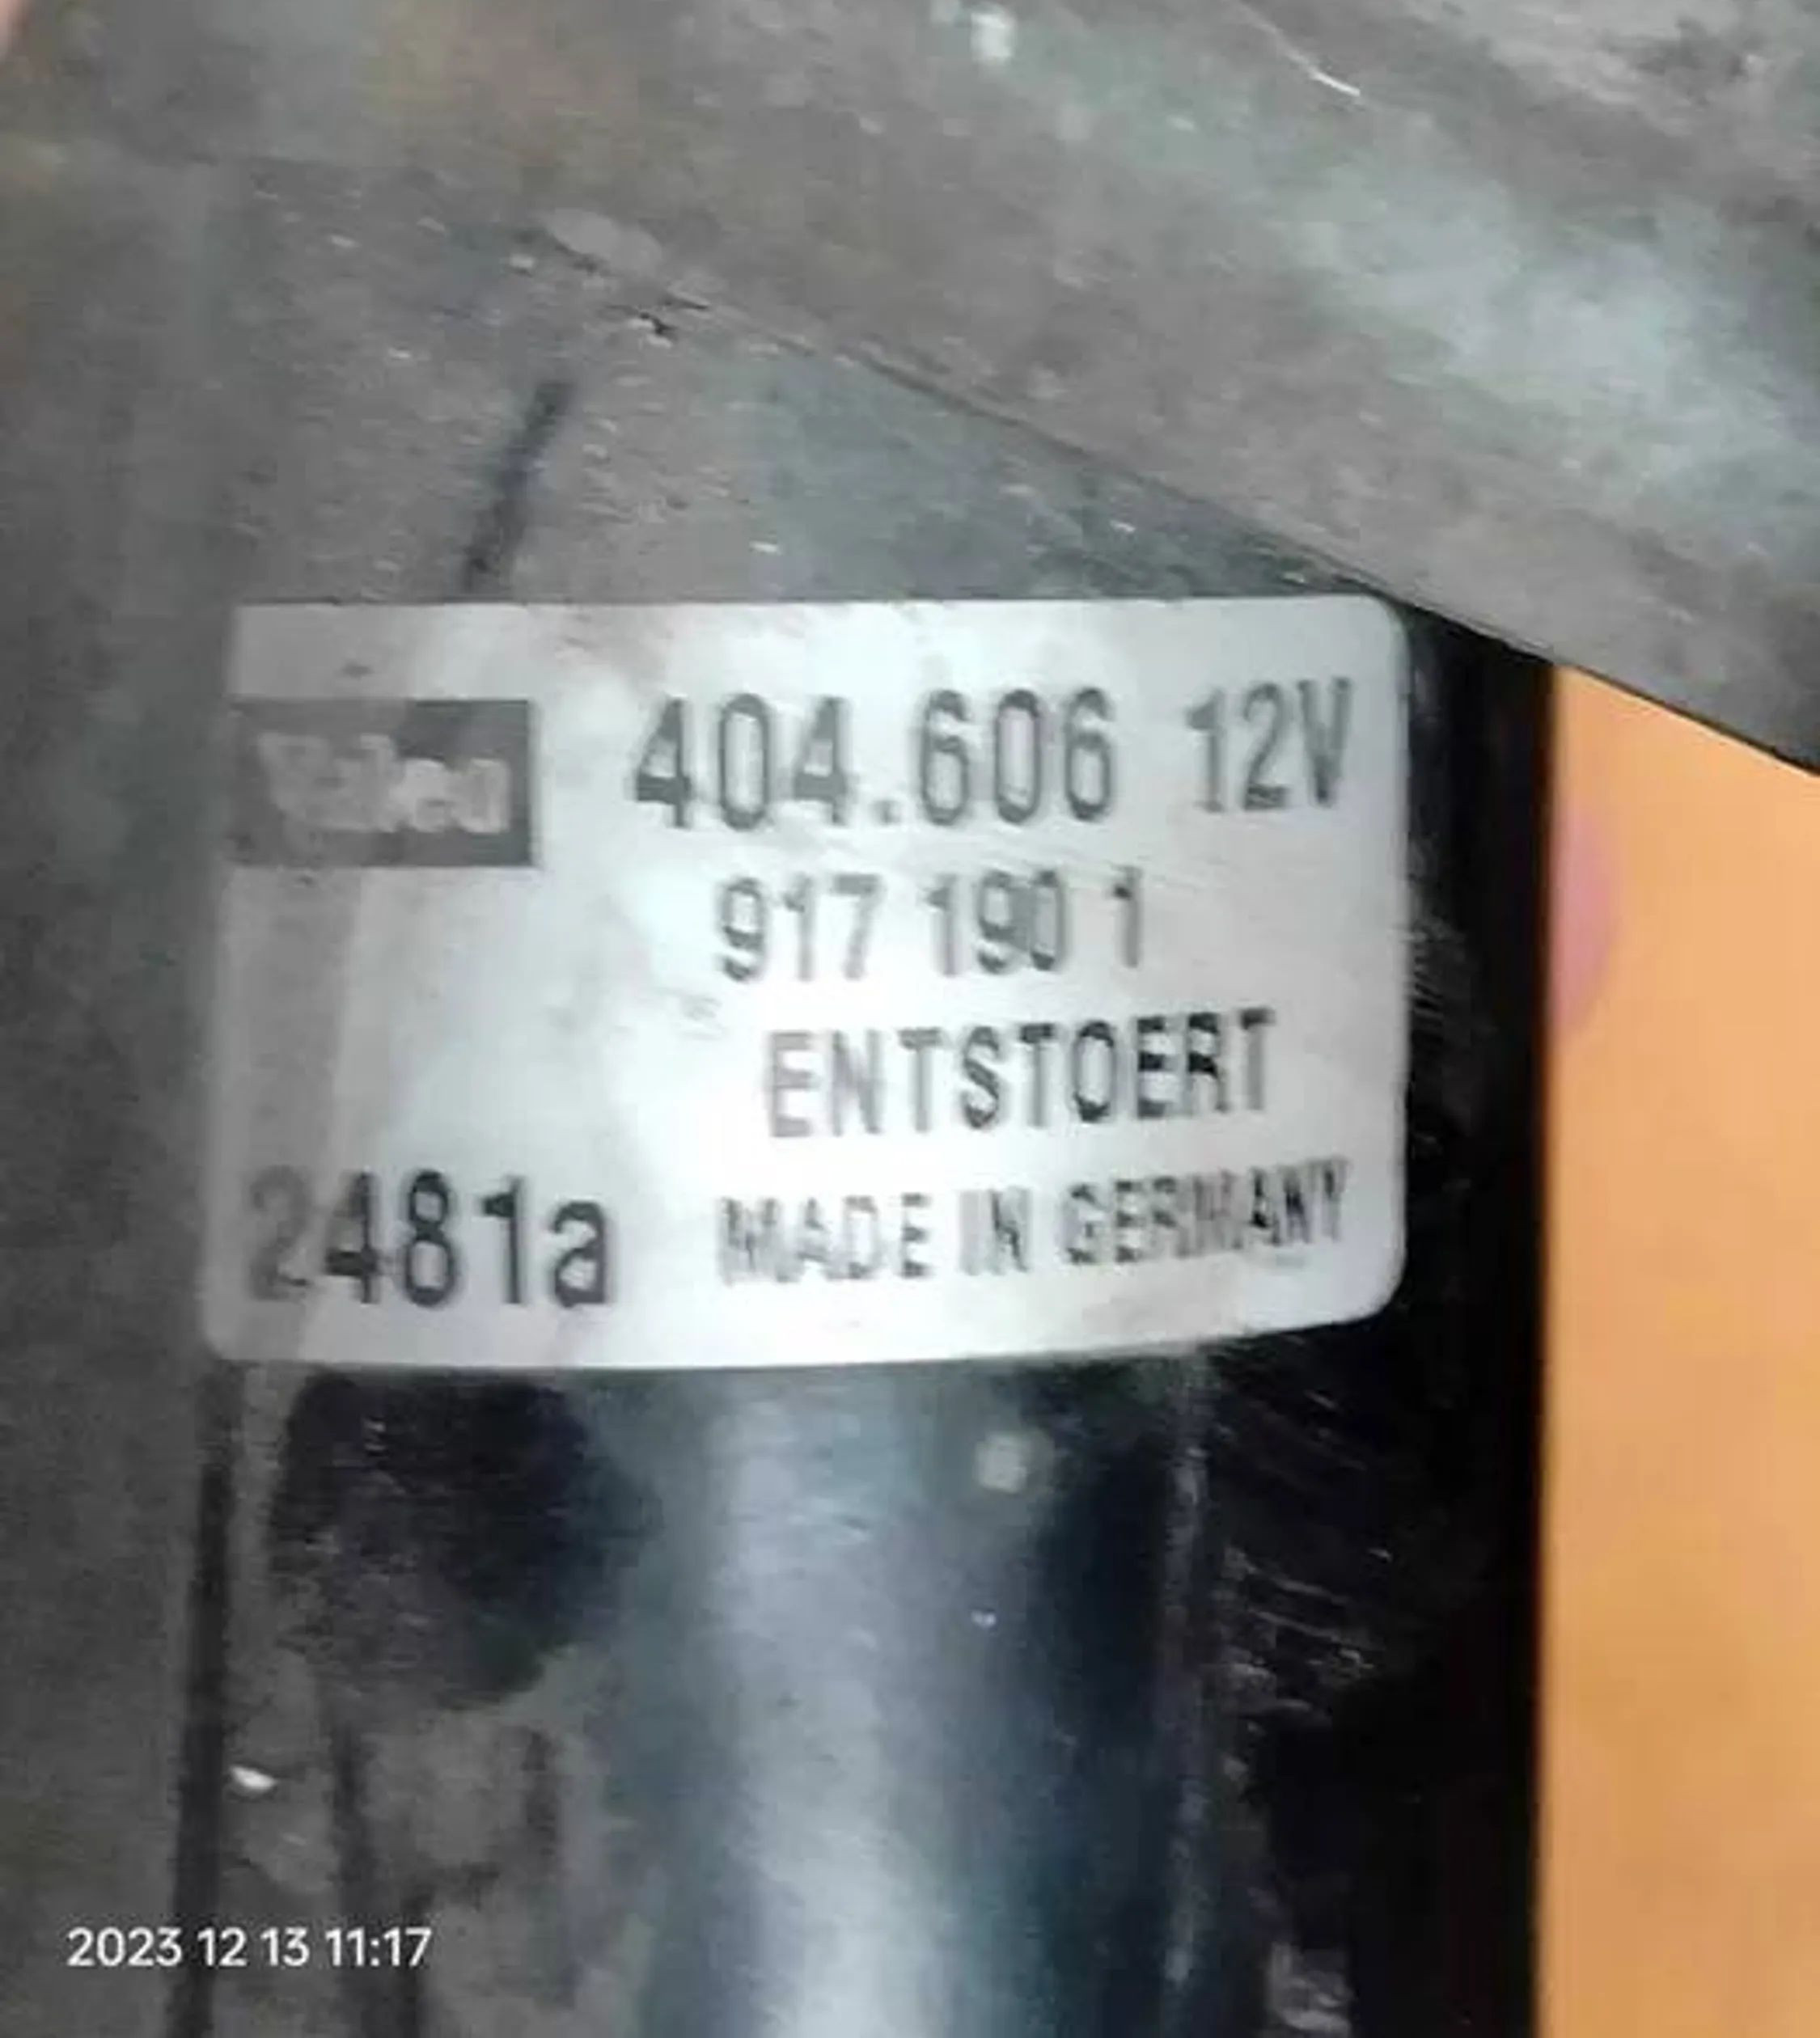 Valeo 404.606 12V
917 190 1
ENTSTOERT
2481a MADE IN GERMANY
2023 12 13 11:17